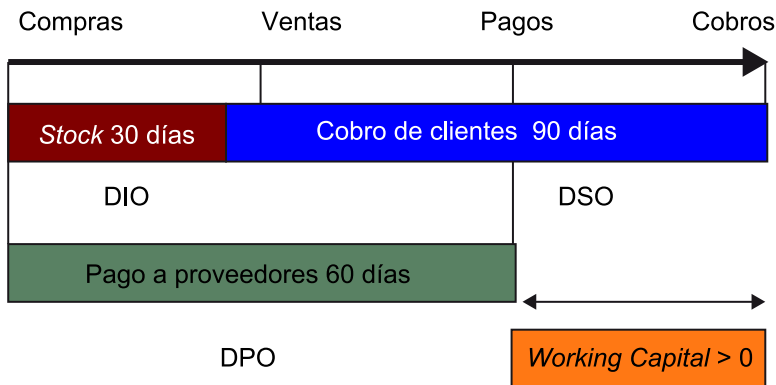 Compras Ventas Pagos Cobros
Stock 30 días Cobro de clientes 90 días
DIO DSO
Pago a proveedores 60 días
DPO Working Capital > 0